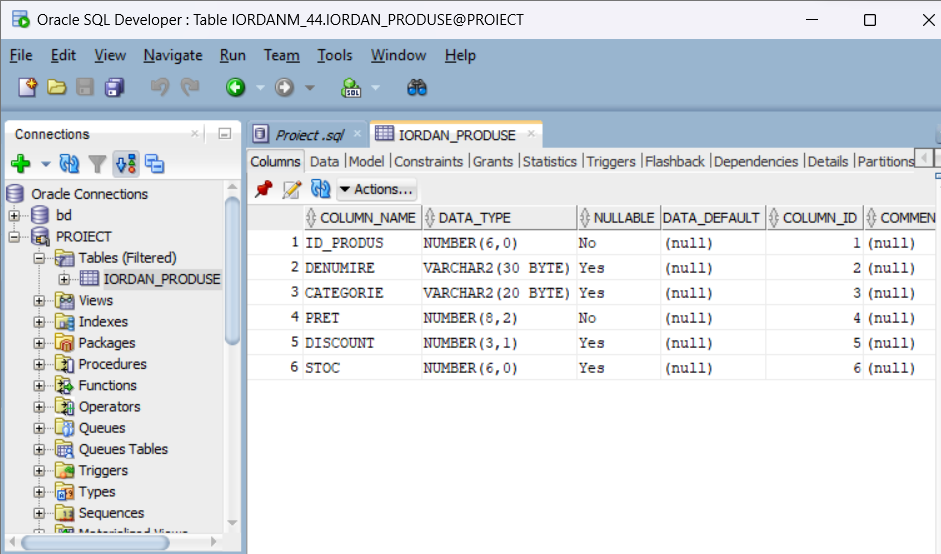 Oracle SQL Developer : Table IORDANM_44.IORDAN_PRODUSE@PROIECT
File Edit View Navigate Run Team Tools Window Help
SQL
Connections
Oracle Connections
bd
PROIECT
Tables (Filtered)
IORDAN_PRODUSE
Views
Indexes
Packages
Procedures
Functions
Operators
Queues
Queues Tables
Triggers
Types
Sequences
Materialized Views
Proiect .sql IORDAN_PRODUSE
Columns Data Model Constraints Grants Statistics Triggers Flashback Dependencies Details Partitions
Actions...
COLUMN_NAME DATA_TYPE NULLABLE DATA_DEFAULT COLUMN_ID COMMEN
1 ID_PRODUS NUMBER(6,0) No (null) 1 (null)
2 DENUMIRE VARCHAR2(30 BYTE) Yes (null) 2 (null)
3 CATEGORIE VARCHAR2(20 BYTE) Yes (null) 3 (null)
4 PRET NUMBER(8,2) No (null) 4 (null)
5 DISCOUNT NUMBER(3,1) Yes (null) 5 (null)
6 STOC NUMBER(6,0) Yes (null) 6 (null)